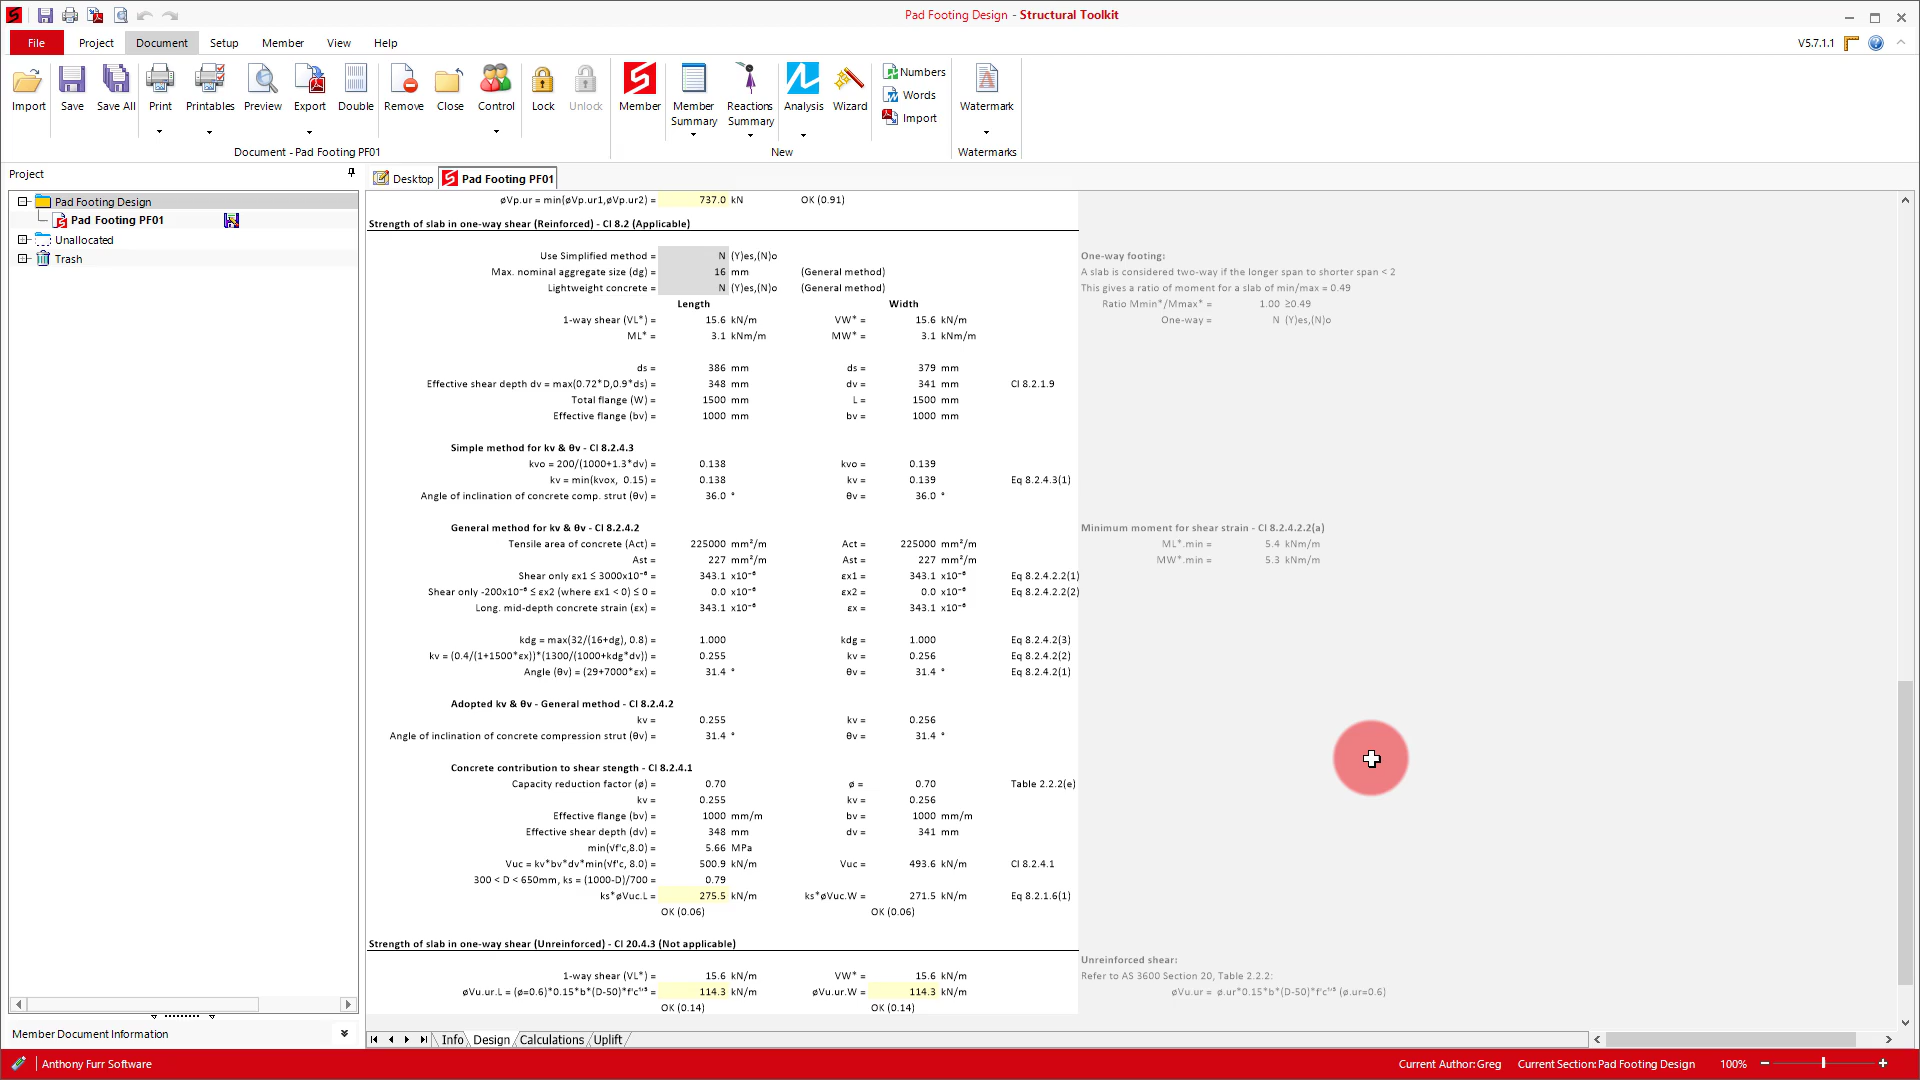 Pad Footing Design - Structural Toolkit
File Project Document Setup Member View Help V5.7.1.1
Import Save Save All Print Printables Preview Export Double Remove Close Control Lock Unlock Member Member Summary Reactions Summary Analysis Wizard Numbers Words Import Watermark
Document - Pad Footing PF01 New Watermarks
Project
Pad Footing Design
Pad Footing PF01
Unallocated
Trash
Desktop Pad Footing PF01
øVp.ur = min(øVp.ur1,øVp.ur2) = 737.0 kN OK (0.91)
Strength of slab in one-way shear (Reinforced) - Cl 8.2 (Applicable)
Use Simplified method = N (Y)es,(N)o One-way footing:
Max. nominal aggregate size (dg) = 16 mm (General method) A slab is considered two-way if the longer span to shorter span < 2
Lightweight concrete = N (Y)es,(N)o (General method) This gives a ratio of moment for a slab of min/max = 0.49
Length Width Ratio Mmin*/Mmax* = 1.00 ≥0.49
1-way shear (VL*) = 15.6 kN/m VW* = 15.6 kN/m One-way = N (Y)es,(N)o
ML* = 3.1 kNm/m MW* = 3.1 kNm/m
ds = 386 mm ds = 379 mm
Effective shear depth dv = max(0.72*D,0.9*ds) = 348 mm dv = 341 mm Cl 8.2.1.9
Total flange (W) = 1500 mm L = 1500 mm
Effective flange (bv) = 1000 mm bv = 1000 mm
Simple method for kv & θv - Cl 8.2.4.3
kvo = 200/(1000+1.3*dv) = 0.138 kvo = 0.139
kv = min(kvox, 0.15) = 0.138 kv = 0.139 Eq 8.2.4.3(1)
Angle of inclination of concrete comp. strut (θv) = 36.0 ° θv = 36.0 °
General method for kv & θv - Cl 8.2.4.2 Minimum moment for shear strain - Cl 8.2.4.2.2(a)
Tensile area of concrete (Act) = 225000 mm²/m Act = 225000 mm²/m ML*.min = 5.4 kNm/m
Ast = 227 mm²/m Ast = 227 mm²/m MW*.min = 5.3 kNm/m
Shear only εx1 ≤ 3000x10⁻⁶ = 343.1 x10⁻⁶ εx1 = 343.1 x10⁻⁶ Eq 8.2.4.2.2(1)
Shear only -200x10⁻⁶ ≤ εx2 (where εx1 < 0) ≤ 0 = 0.0 x10⁻⁶ εx2 = 0.0 x10⁻⁶ Eq 8.2.4.2.2(2)
Long. mid-depth concrete strain (εx) = 343.1 x10⁻⁶ εx = 343.1 x10⁻⁶
kdg = max(32/(16+dg), 0.8) = 1.000 kdg = 1.000 Eq 8.2.4.2(3)
kv = (0.4/(1+1500*εx))*(1300/(1000+kdg*dv) = 0.255 kv = 0.256 Eq 8.2.4.2(2)
Angle (θv) = (29+7000*εx) = 31.4 ° θv = 31.4 ° Eq 8.2.4.2(1)
Adopted kv & θv - General method - Cl 8.2.4.2
kv = 0.255 kv = 0.256
Angle of inclination of concrete compression strut (θv) = 31.4 ° θv = 31.4 °
Concrete contribution to shear stength - Cl 8.2.4.1
Capacity reduction factor (ø) = 0.70 ø = 0.70 Table 2.2.2(e)
kv = 0.255 kv = 0.256
Effective flange (bv) = 1000 mm/m bv = 1000 mm/m
Effective shear depth (dv) = 348 mm dv = 341 mm
min(√f'c,8.0) = 5.66 MPa
Vuc = kv*bv*dv*min(√f'c, 8.0) = 500.9 kN/m Vuc = 493.6 kN/m Cl 8.2.4.1
300 < D < 650mm, ks = (1000-D)/700 = 0.79
ks*øVuc.L = 275.5 kN/m ks*øVuc.W = 271.5 kN/m Eq 8.2.1.6(1)
OK (0.06) OK (0.06)
Strength of slab in one-way shear (Unreinforced) - Cl 20.4.3 (Not applicable)
Unreinforced shear:
1-way shear (VL*) = 15.6 kN/m VW* = 15.6 kN/m Refer to AS 3600 Section 20, Table 2.2.2:
øVu.ur.L = (ø=0.6)*0.15*b*(D-50)*f'c¹/³ = 114.3 kN/m øVu.ur.W = 114.3 kN/m øVu.ur = ø.ur*0.15*b*(D-50)*f'c¹/³ (ø.ur=0.6)
OK (0.14) OK (0.14)
Member Document Information
Info Design Calculations Uplift
Anthony Furr Software Current Author:Greg Current Section:Pad Footing Design 100%